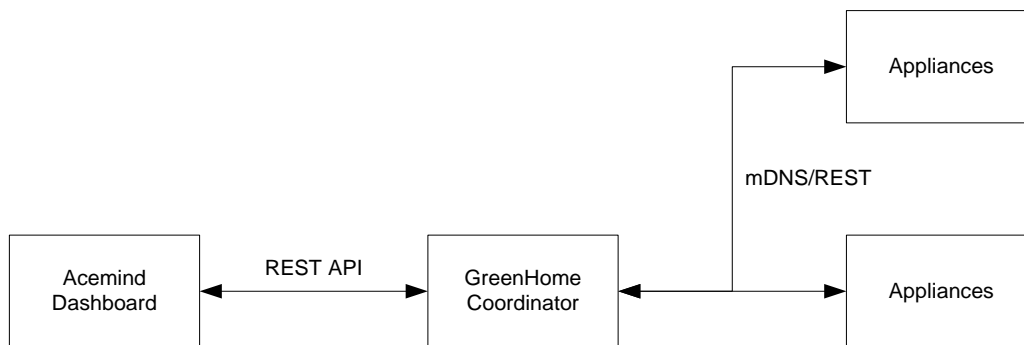 Appliances
mDNS/REST
Acemind
Dashboard
REST API
GreenHome
Coordinator
Appliances